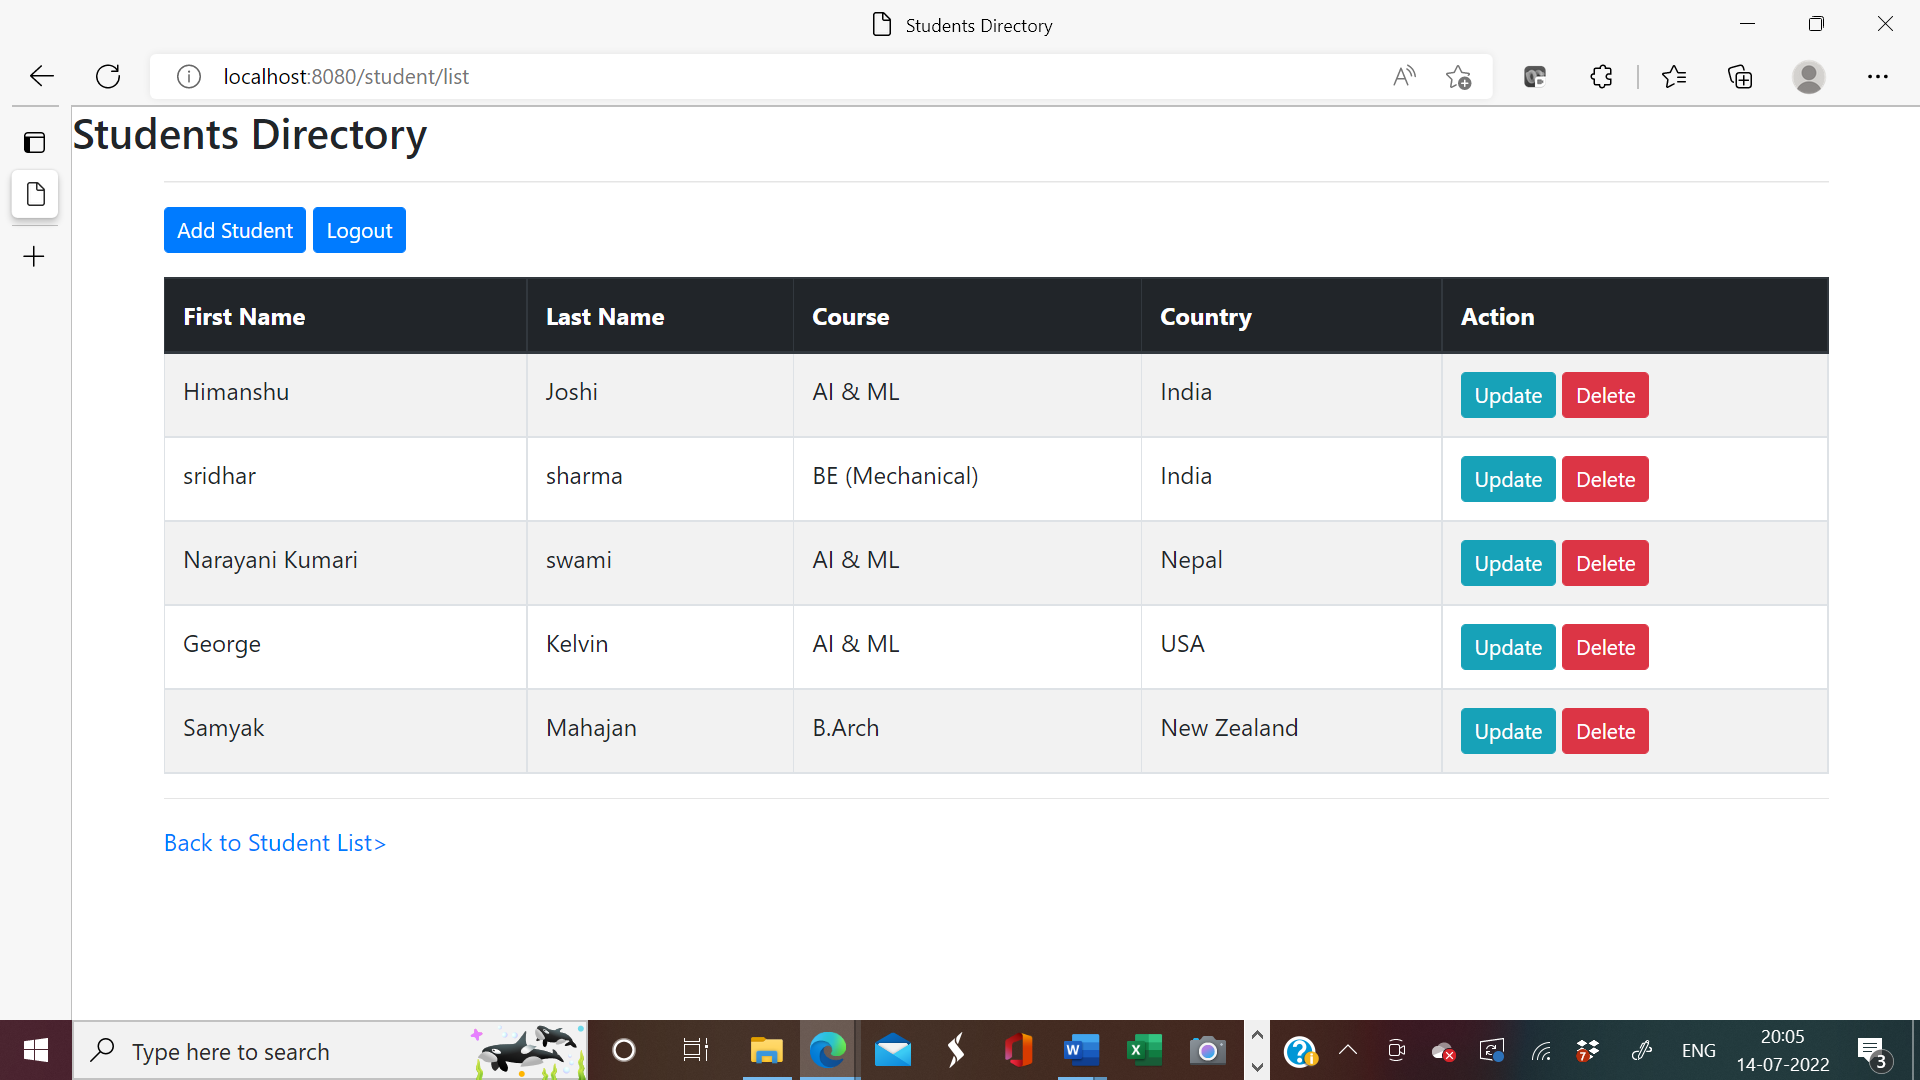 Students Directory
localhost:8080/student/list
Students Directory
Add Student Logout
First Name Last Name Course Country Action
Himanshu Joshi AI & ML India Update Delete
sridhar sharma BE (Mechanical) India Update Delete
Narayani Kumari swami AI & ML Nepal Update Delete
George Kelvin AI & ML USA Update Delete
Samyak Mahajan B.Arch New Zealand Update Delete
Back to Student List>
Type here to search
ENG
20:05
14-07-2022
3